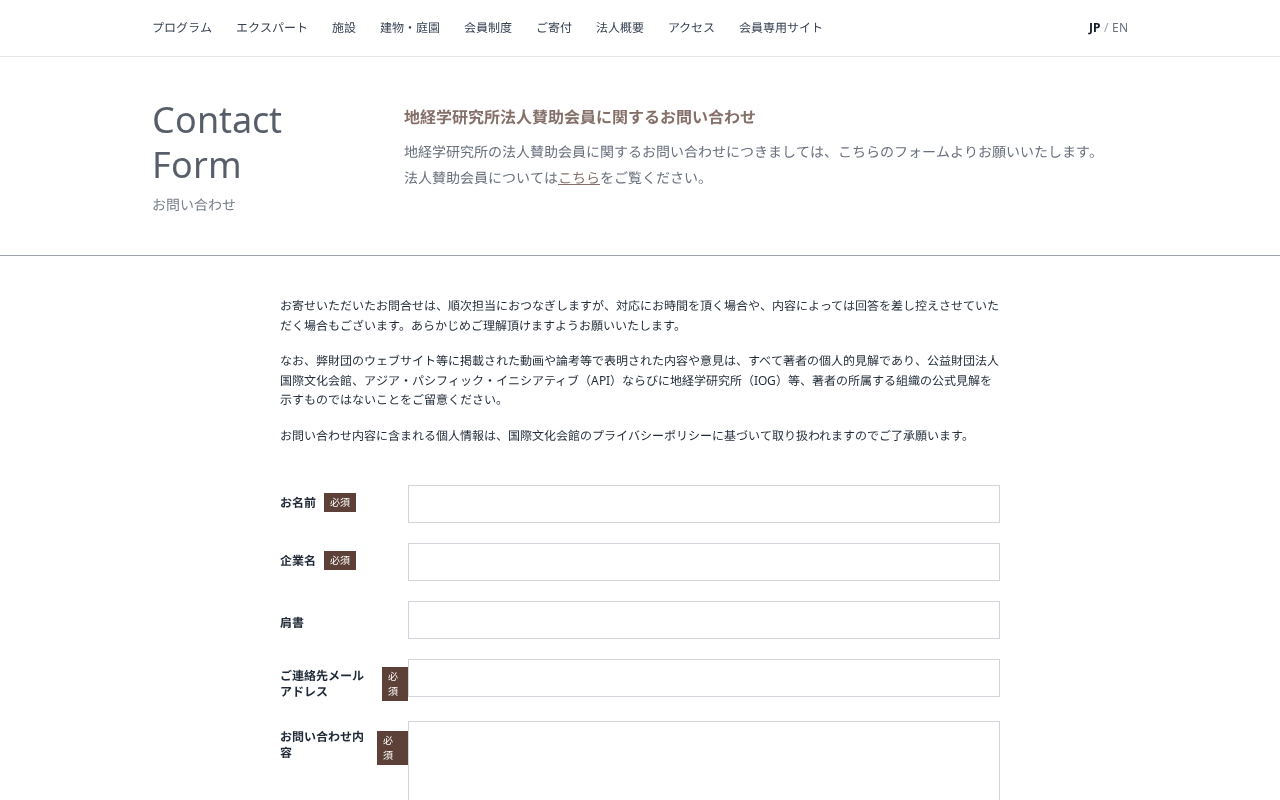 プログラム エクスパート 施設 建物・庭園 会員制度 ご寄付 法人概要 アクセス 会員専用サイト JP / EN
Contact
Form
お問い合わせ
地経学研究所法人賛助会員に関するお問い合わせ
地経学研究所の法人賛助会員に関するお問い合わせにつきましては、こちらのフォームよりお願いいたします。
法人賛助会員についてはこちらをご覧ください。
お寄せいただいたお問合せは、順次担当におつなぎしますが、対応にお時間を頂く場合や、内容によっては回答を差し控えさせていた
だく場合もございます。あらかじめご理解頂けますようお願いいたします。
なお、弊財団のウェブサイト等に掲載された動画や論考等で表明された内容や意見は、すべて著者の個人的見解であり、公益財団法人
国際文化会館、アジア・パシフィック・イニシアティブ（API）ならびに地経学研究所（IOG）等、著者の所属する組織の公式見解を
示すものではないことをご留意ください。
お問い合わせ内容に含まれる個人情報は、国際文化会館のプライバシーポリシーに基づいて取り扱われますのでご了承願います。
お名前 必須
企業名 必須
肩書
ご連絡先メール
アドレス
必
須
お問い合わせ内
容
必
須